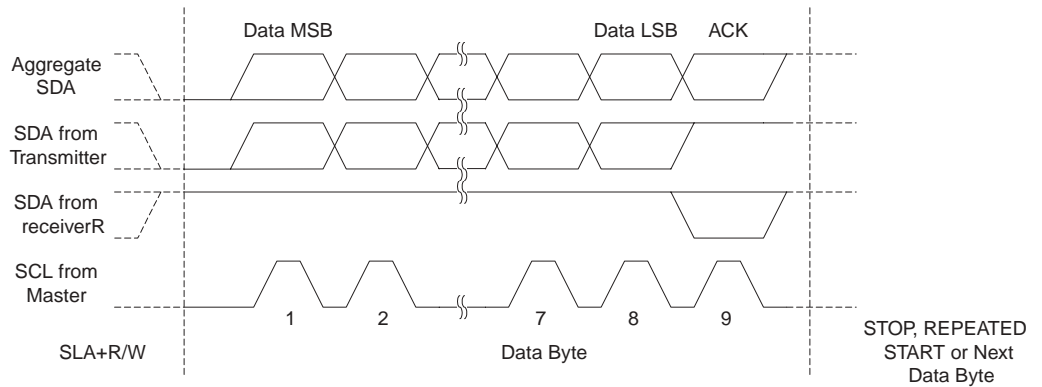 Data MSB
Data LSB
ACK
Aggregate
SDA
SDA from
Transmitter
SDA from
receiverR
SCL from
Master
1
2
7
8
9
SLA+R/W
Data Byte
STOP, REPEATED
START or Next
Data Byte